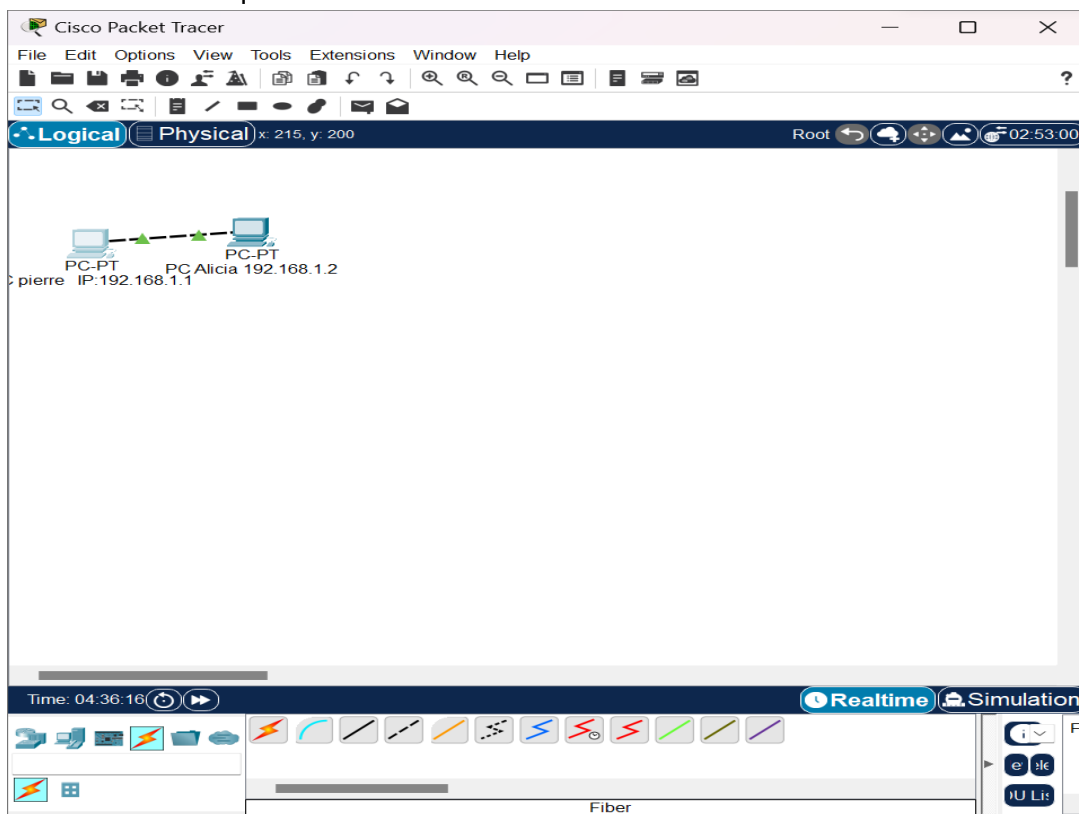 Cisco Packet Tracer
File Edit Options View Tools Extensions Window Help
?
Logical Physical x: 215, y: 200 Root 02:53:00
PC-PT
PC-PT PC Alicia 192.168.1.2
pierre IP:192.168.1.1
Time: 04:36:16 Realtime Simulation
F
Fiber